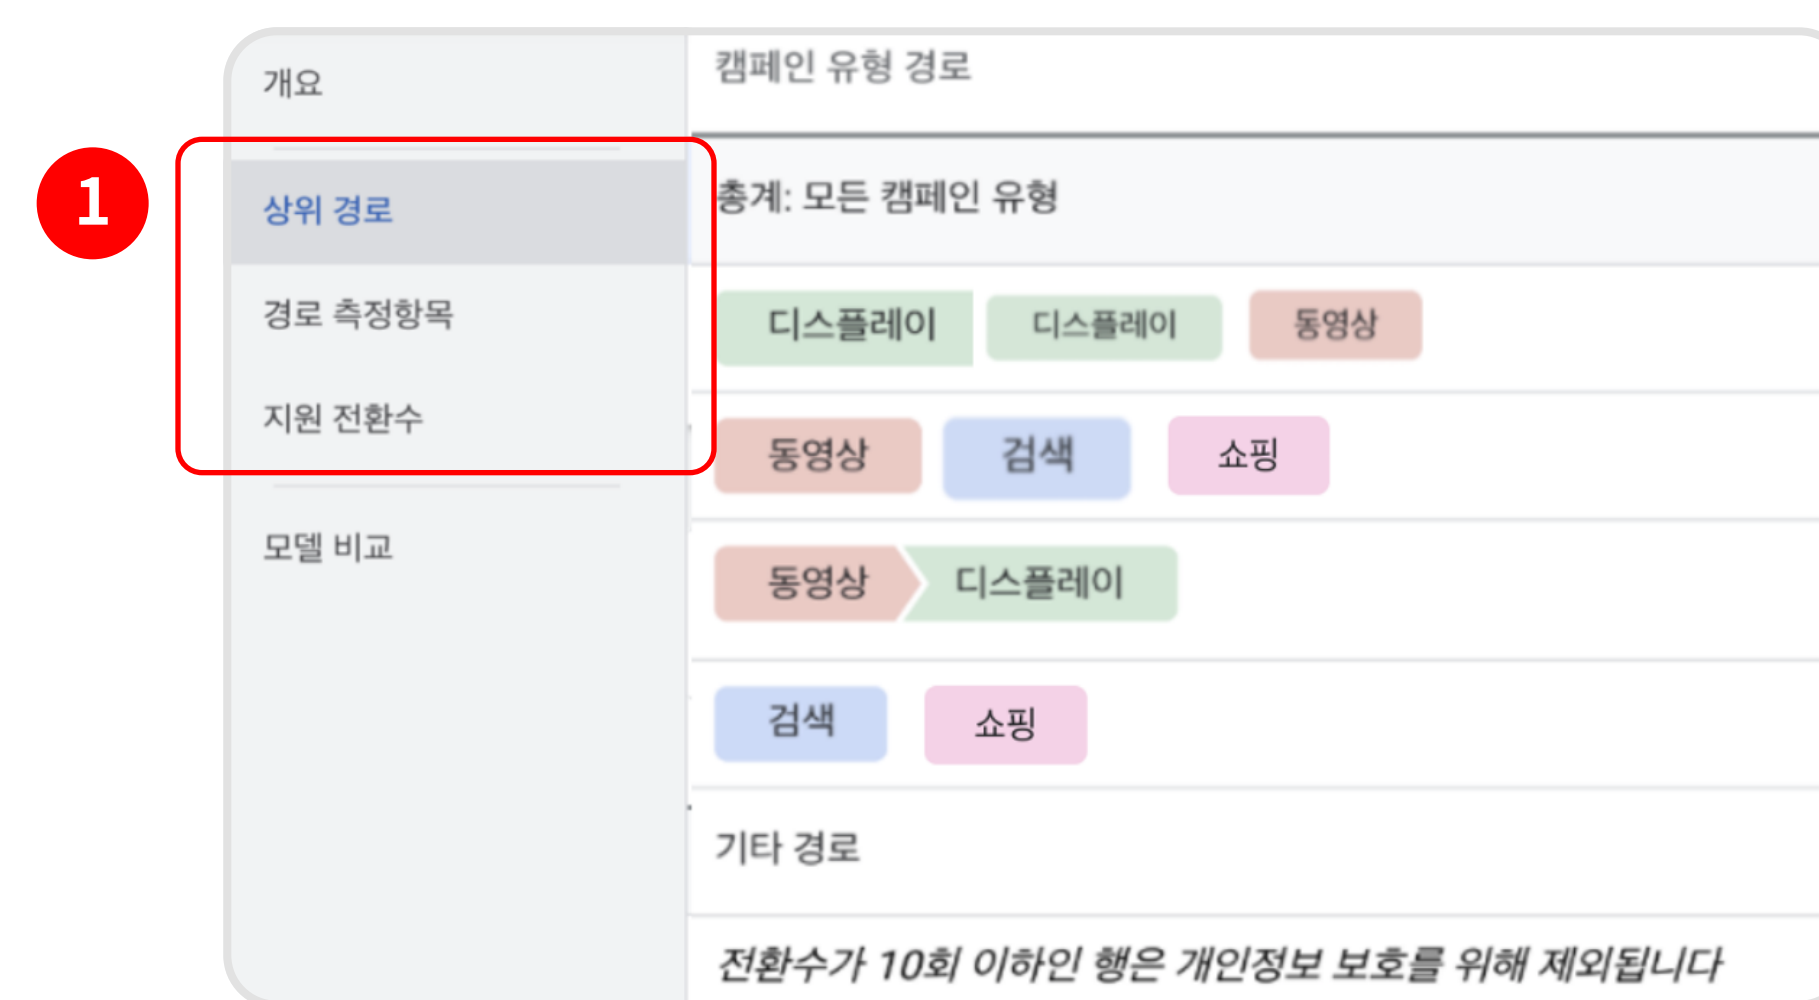 1
개요
상위 경로
경로 측정항목
지원 전환수
모델 비교
캠페인 유형 경로
총계: 모든 캠페인 유형
디스플레이 디스플레이 동영상
동영상 검색 쇼핑
동영상 디스플레이
검색 쇼핑
기타 경로
전환수가 10회 이하인 행은 개인정보 보호를 위해 제외됩니다